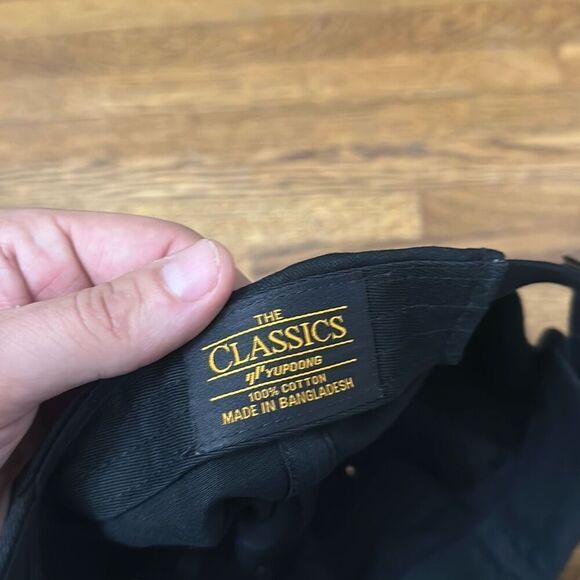 THE
CLASSICS
YUPOONG
100% COTTON
MADE IN BANGLADESH